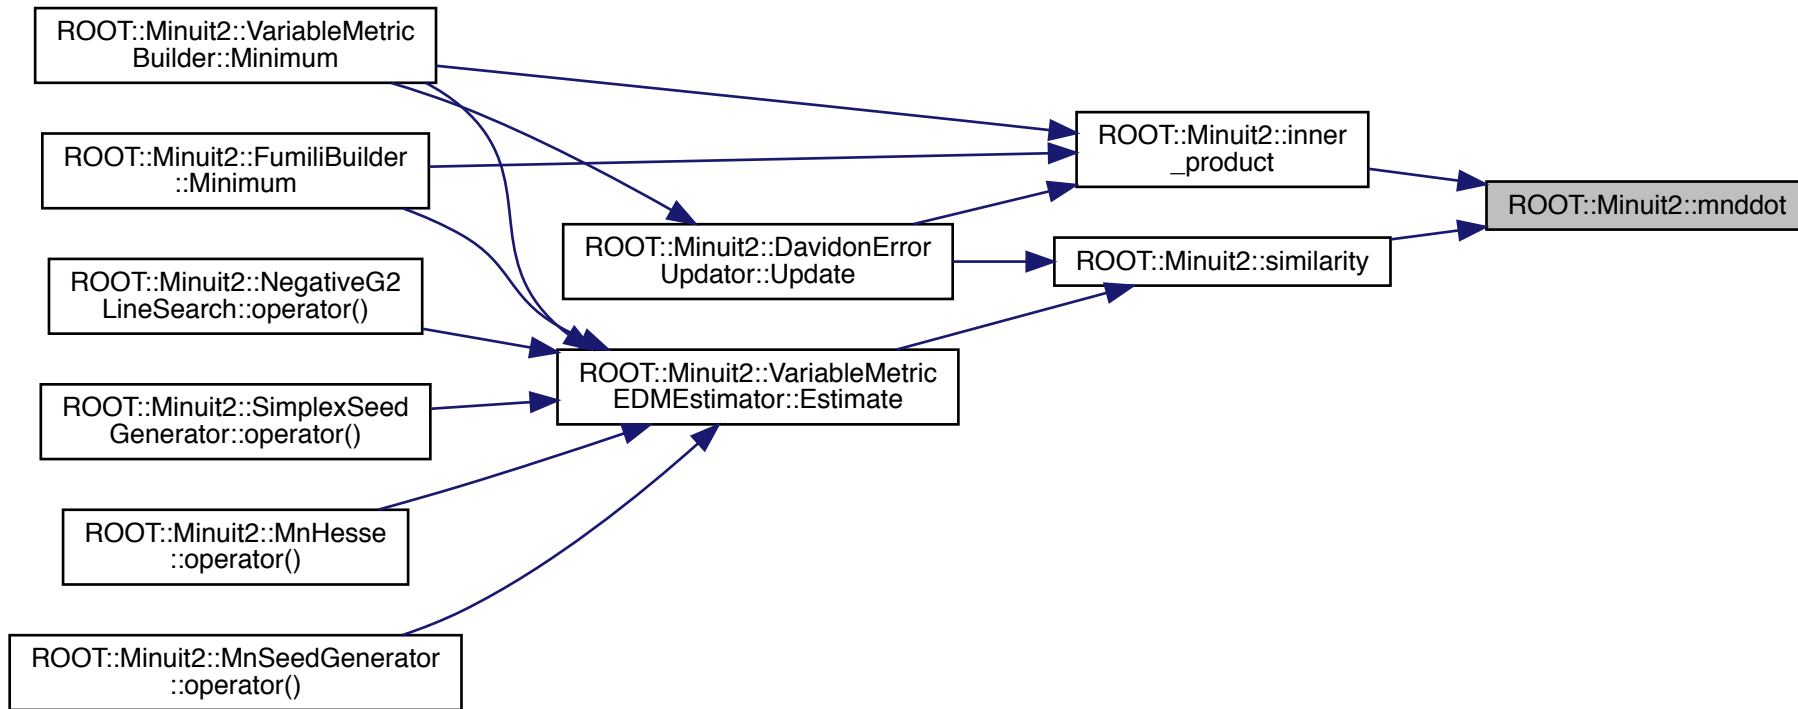 ROOT::Minuit2::VariableMetric
Builder::Minimum
ROOT::Minuit2::FumiliBuilder
::Minimum
ROOT::Minuit2::NegativeG2
LineSearch::operator()
ROOT::Minuit2::SimplexSeed
Generator::operator()
ROOT::Minuit2::MnHesse
::operator()
ROOT::Minuit2::MnSeedGenerator
::operator()
ROOT::Minuit2::DavidonError
Updator::Update
ROOT::Minuit2::VariableMetric
EDMEstimator::Estimate
ROOT::Minuit2::inner
_product
ROOT::Minuit2::similarity
ROOT::Minuit2::mnddot